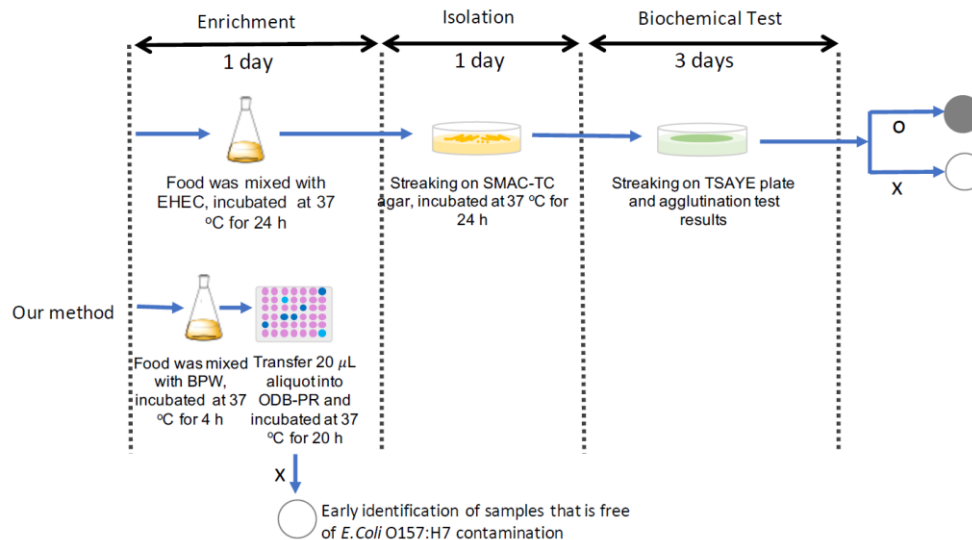 Enrichment
Isolation
Biochemical Test
1 day
1 day
3 days
O
X
Food was mixed with
EHEC, incubated at 37
ºC for 24 h
Streaking on SMAC-TC
agar, incubated at 37 ºC for
24 h
Streaking on TSAYE plate
and agglutination test
results
Our method
Food was mixed
with BPW,
incubated at 37
ºC for 4 h
Transfer 20 µL
aliquot into
ODB-PR and
incubated at 37
ºC for 20 h
X
Early identification of samples that is free
of E.Coli O157:H7 contamination